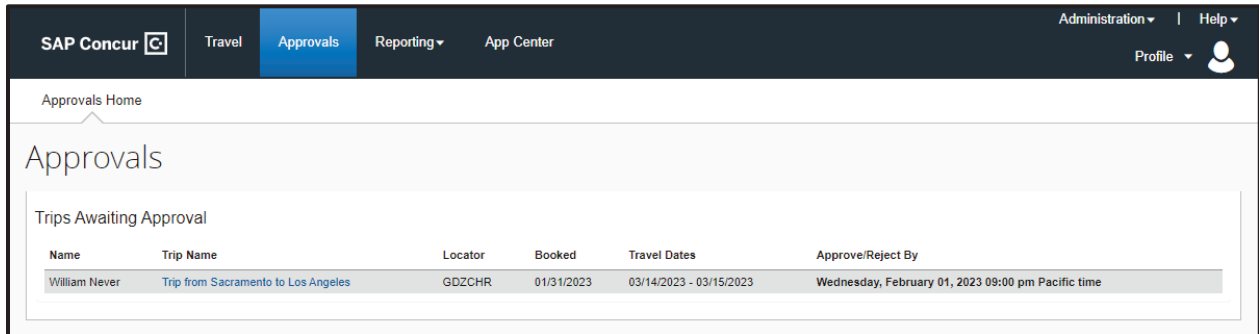 Administration | Help
SAP Concur C Travel Approvals Reporting App Center
Profile
Approvals Home
Approvals
Trips Awaiting Approval
Name Trip Name Locator Booked Travel Dates Approve/Reject By
William Never Trip from Sacramento to Los Angeles GDZCHR 01/31/2023 03/14/2023 - 03/15/2023 Wednesday, February 01, 2023 09:00 pm Pacific time